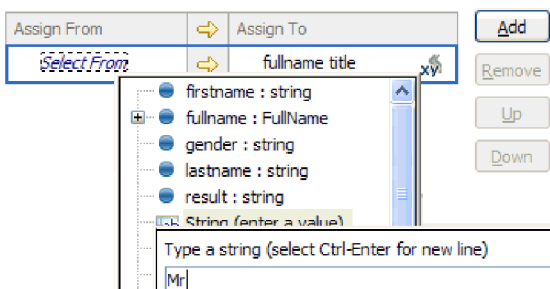 Assign From Assign To Add
Select From fullname title xy Remove
firstname : string
fullname : FullName Up
gender : string
lastname : string Down
result : string
String (enter a value)
Type a string (select Ctrl-Enter for new line)
Mr